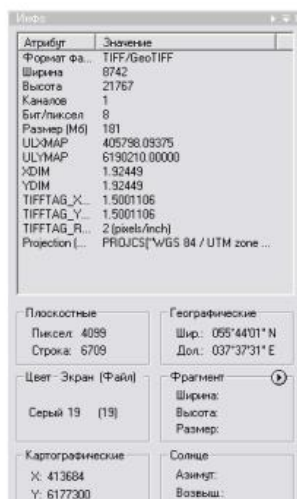 Инфо
Атрибут Значение
Формат фа... TIFF/GeoTIFF
Ширина 8742
Высота 21767
Каналов 1
Бит/пиксел 8
Размер (Мб) 181
ULXMAP 405798.09375
ULYMAP 6190210.00000
XDIM 1.92449
YDIM 1.92449
TIFFTAG_X... 1.5001106
TIFFTAG_Y... 1.5001106
TIFFTAG_R... 2 (pixels/inch)
Projection (... PROJCS["WGS 84 / UTM zone ...
Плоскостные
Пиксел: 4099
Строка: 6709
Географические
Шир.: 055°44'01" N
Дол.: 037°37'31" E
Цвет Экран (Файл)
Серый 19 (19)
Фрагмент
Ширина:
Высота:
Размер:
Картографические
X: 413684
Y: 6177300
Солнце
Азимут:
Возвыш.: